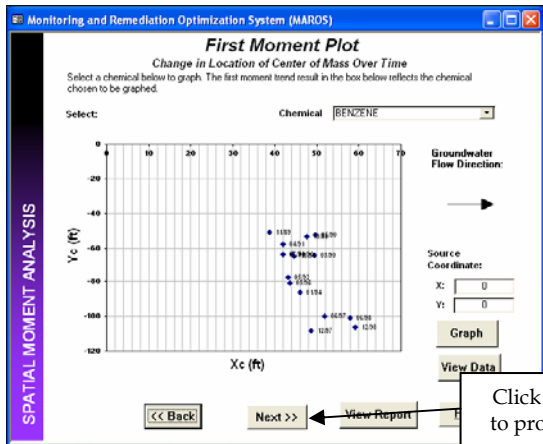 Monitoring and Remediation Optimization System (MAROS)
First Moment Plot
Change in Location of Center of Mass Over Time
Select a chemical below to graph. The first moment trend result in the box below reflects the chemical
chosen to be graphed.
Select:
Chemical BENZENE
0 10 20 30 40 50 60 70
0
-20
-40
-60
-80
-100
-120
Yc (ft)
Xc (ft)
SPATIAL MOMENT ANALYSIS
Groundwater
Flow Direction:
Source
Coordinate:
X: 0
Y: 0
Graph
View Data
<< Back
Next >>
View Report
Click
to pro